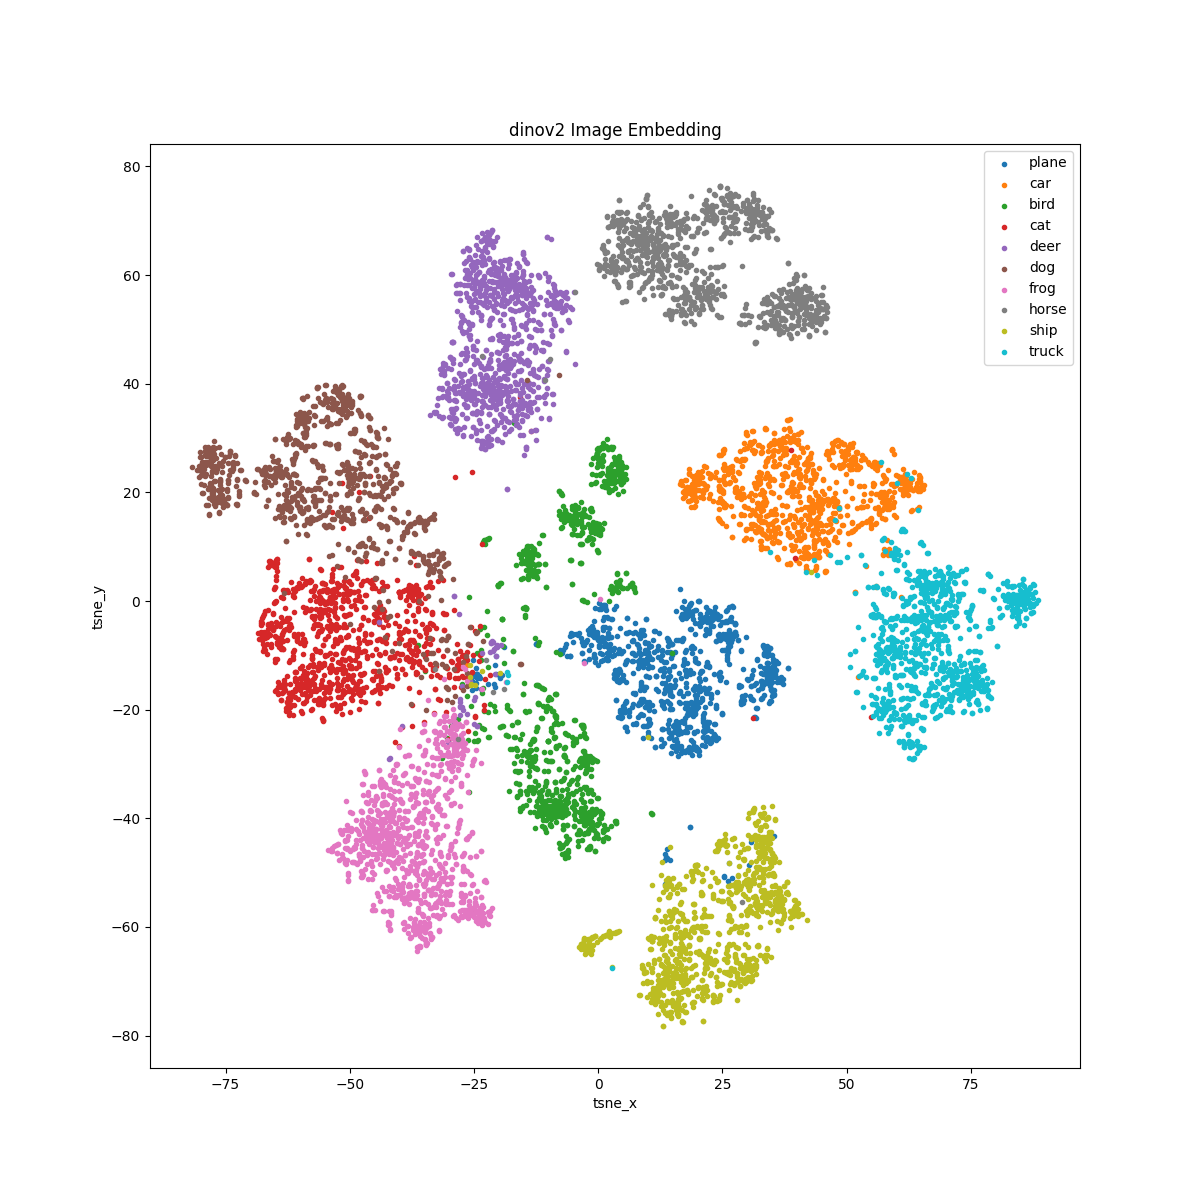 dinov2 Image Embedding
plane
car
bird
cat
deer
dog
frog
horse
ship
truck
80
60
40
20
0
−20
−40
−60
−80
tsne_y
−75
−50
−25
0
25
50
75
tsne_x